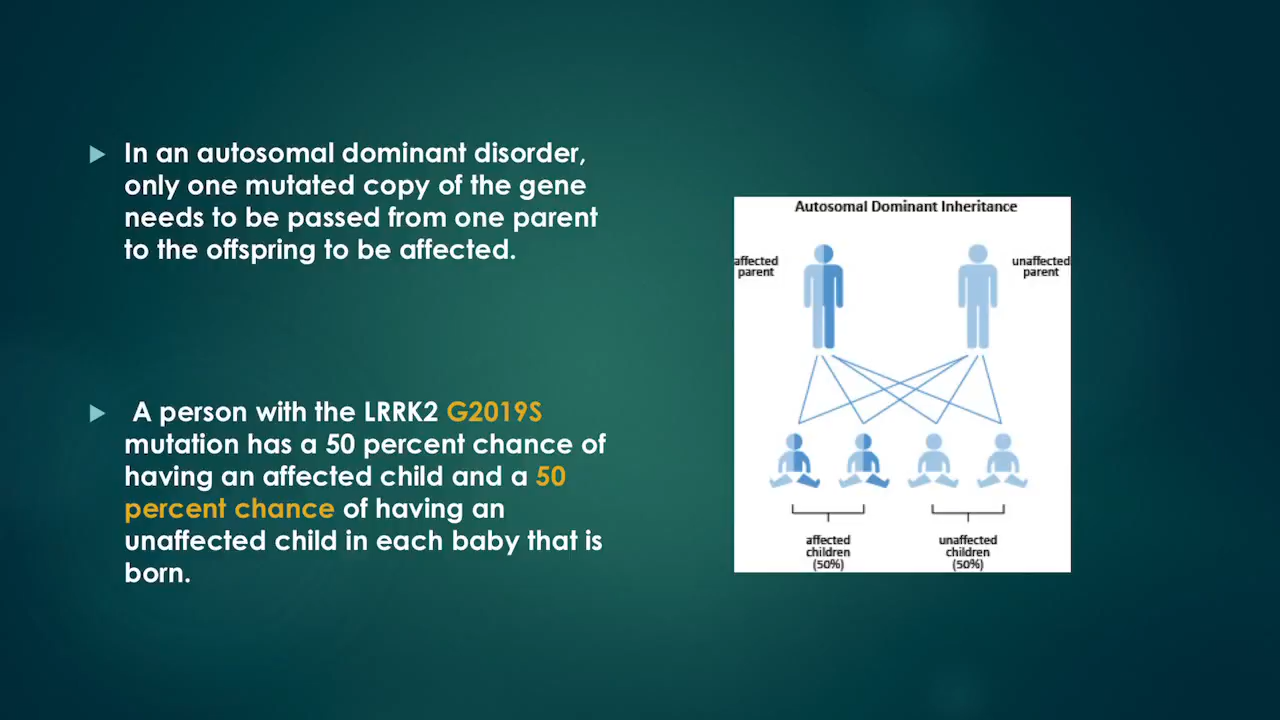 In an autosomal dominant disorder,
only one mutated copy of the gene
needs to be passed from one parent
to the offspring to be affected.
A person with the LRRK2 G2019S
mutation has a 50 percent chance of
having an affected child and a 50
percent chance of having an
unaffected child in each baby that is
born.
Autosomal Dominant Inheritance
affected
parent
unaffected
parent
affected
children
(50%)
unaffected
children
(50%)